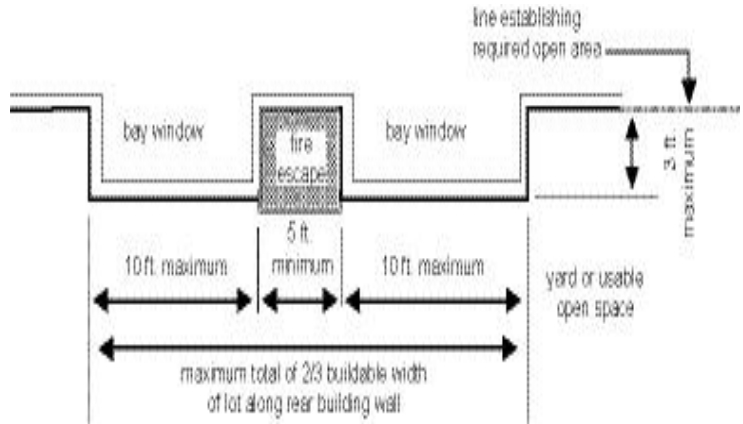 line establishing
required open area
bay window
fire
escape
bay window
3 ft.
maximum
10 ft. maximum
5 ft.
minimum
10 ft. maximum
yard or usable
open space
maximum total of 2/3 buildable width
of lot along rear building wall